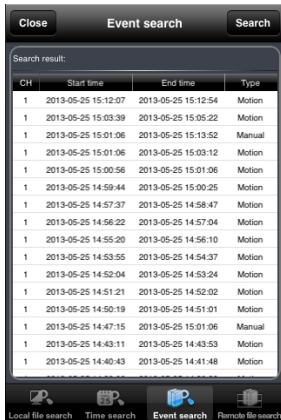 Close Event search Search
Search result:
CH Start time End time Type
1 2013-05-25 15:12:07 2013-05-25 15:12:54 Motion
1 2013-05-25 15:03:39 2013-05-25 15:05:22 Motion
1 2013-05-25 15:01:06 2013-05-25 15:13:52 Manual
1 2013-05-25 15:01:06 2013-05-25 15:03:12 Motion
1 2013-05-25 15:00:56 2013-05-25 15:01:06 Motion
1 2013-05-25 14:59:44 2013-05-25 15:00:25 Motion
1 2013-05-25 14:57:37 2013-05-25 14:58:47 Motion
1 2013-05-25 14:56:22 2013-05-25 14:57:04 Motion
1 2013-05-25 14:55:20 2013-05-25 14:56:10 Motion
1 2013-05-25 14:53:55 2013-05-25 14:54:37 Motion
1 2013-05-25 14:52:04 2013-05-25 14:53:24 Motion
1 2013-05-25 14:51:21 2013-05-25 14:52:02 Motion
1 2013-05-25 14:50:19 2013-05-25 14:51:01 Motion
1 2013-05-25 14:47:15 2013-05-25 15:01:06 Manual
1 2013-05-25 14:43:11 2013-05-25 14:43:53 Motion
1 2013-05-25 14:40:43 2013-05-25 14:41:48 Motion
Local file search Time search Event search Remote file search